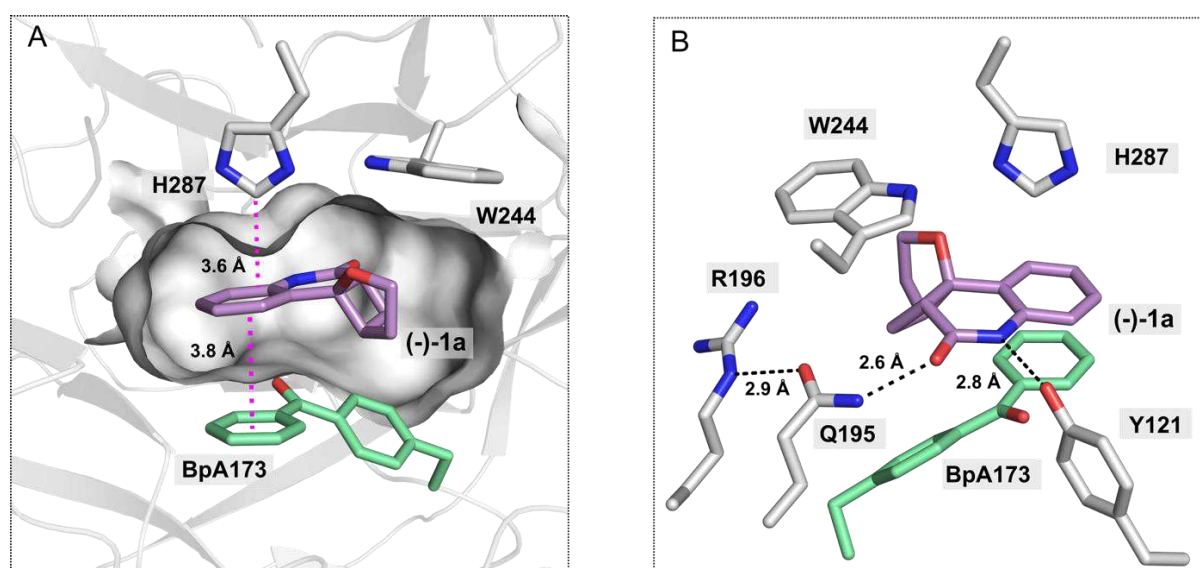 A
H287
W244
3.6 Å
3.8 Å
(-)-1a
BpA173
B
W244
H287
R196
(-)-1a
2.6 Å
2.8 Å
2.9 Å
Q195
Y121
BpA173